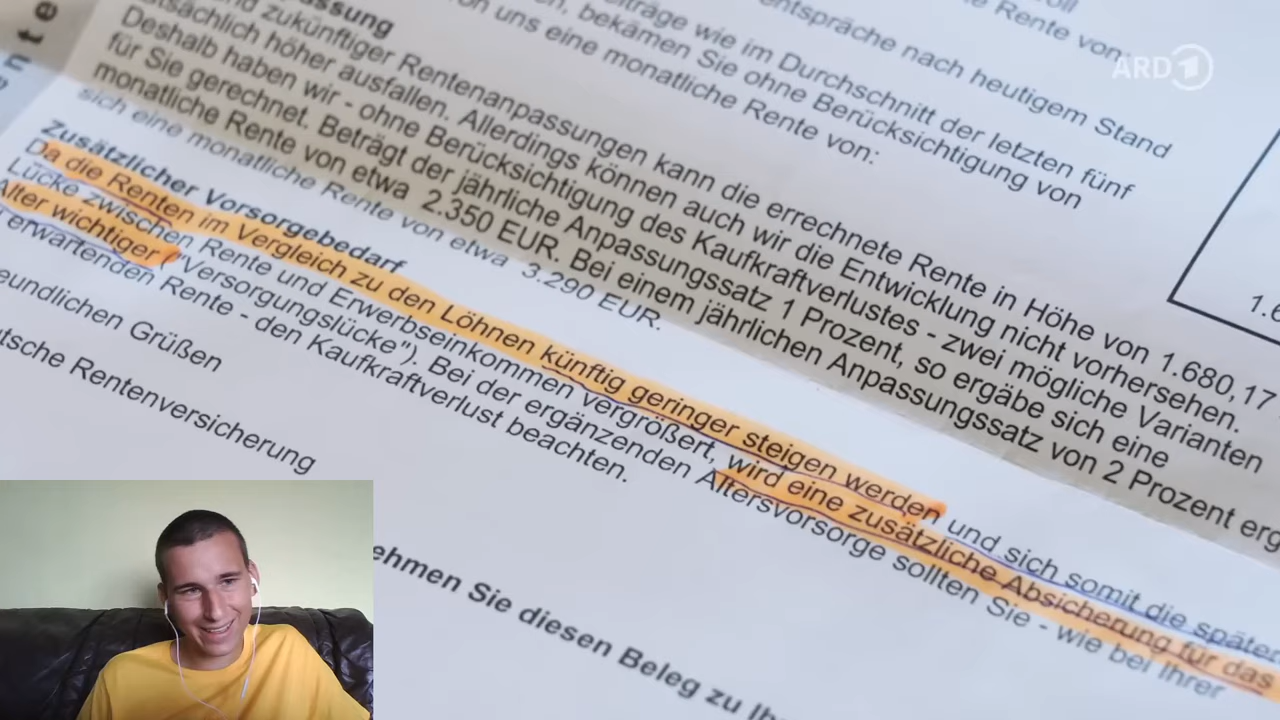 ARD 1
entspräche nach heutigem Stand
Rente von:
wie im Durchschnitt der letzten fünf
bekämen Sie ohne Berücksichtigung von
uns eine monatliche Rente von:
1.6
zukünftiger Rentenanpassungen kann die errechnete Rente in Höhe von 1.680,17
höher ausfallen. Allerdings können auch wir die Entwicklung nicht vorhersehen.
Deshalb haben wir - ohne Berücksichtigung des Kaufkraftverlustes - zwei mögliche Varianten
für Sie gerechnet. Beträgt der jährliche Anpassungssatz 1 Prozent, so ergäbe sich eine
monatliche Rente von etwa 2.350 EUR. Bei einem jährlichen Anpassungssatz von 2 Prozent erg
sich eine monatliche Rente von etwa 3.290 EUR.
Zusätzlicher Vorsorgebedarf
Da die Renten im Vergleich zu den Löhnen künftig geringer steigen werden und sich somit die später
Lücke zwischen Rente und Erwerbseinkommen vergrößert, wird eine zusätzliche Absicherung für das
Alter wichtiger ("Versorgungslücke"). Bei der ergänzenden Altersvorsorge sollten Sie - wie bei Ihrer
erwartenden Rente - den Kaufkraftverlust beachten.
eundlichen Grüßen
tsche Rentenversicherung
ehmen Sie diesen Beleg zu Ih